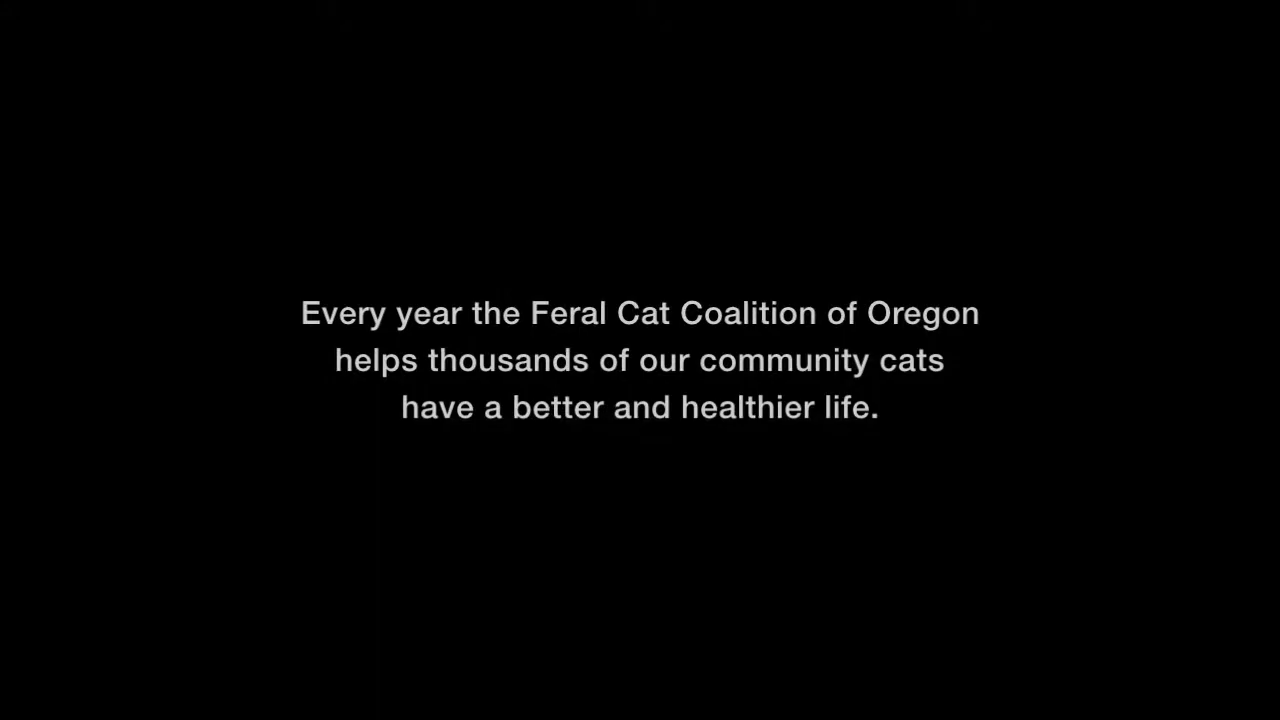 Every year the Feral Cat Coalition of Oregon
helps thousands of our community cats
have a better and healthier life.